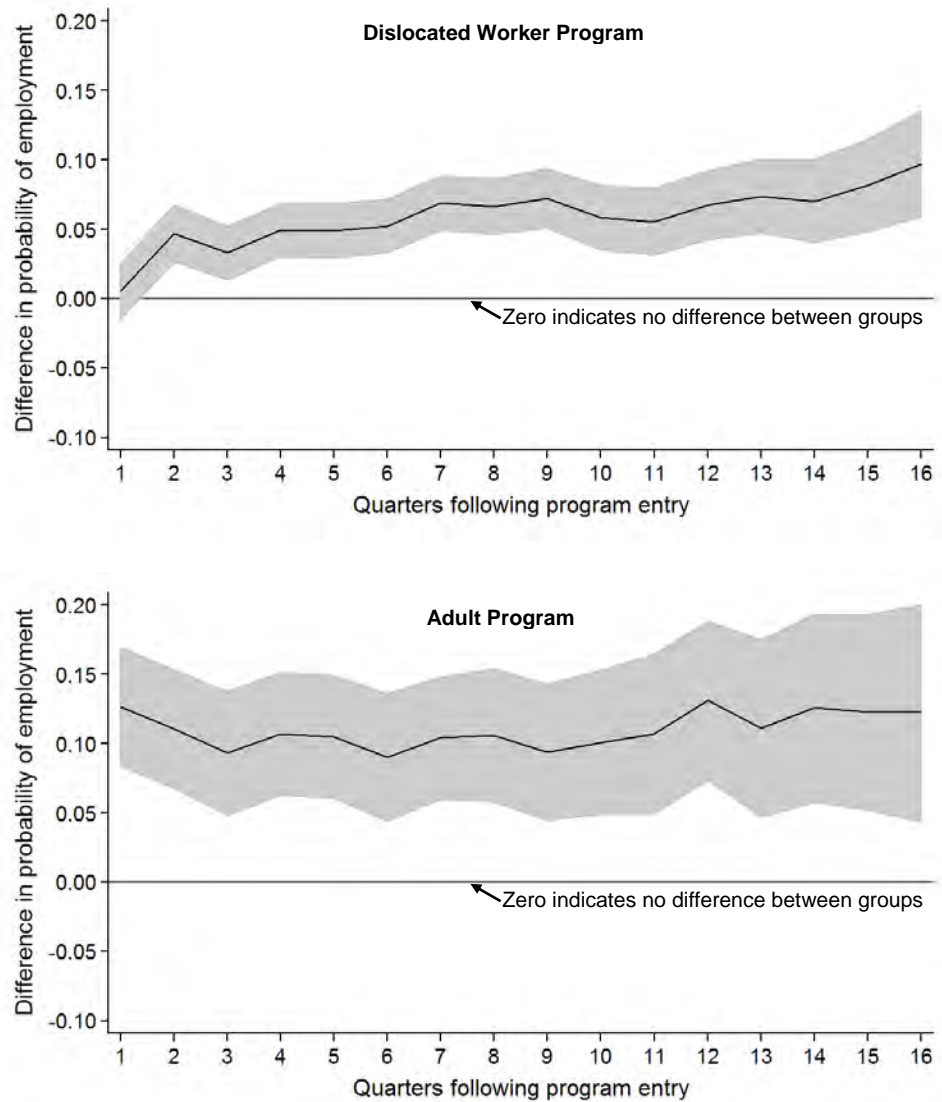 Dislocated Worker Program
Difference in probability of employment
0.20
0.15
0.10
0.05
0.00
-0.05
-0.10
Zero indicates no difference between groups
1 2 3 4 5 6 7 8 9 10 11 12 13 14 15 16
Quarters following program entry
Adult Program
Difference in probability of employment
0.20
0.15
0.10
0.05
0.00
-0.05
-0.10
Zero indicates no difference between groups
1 2 3 4 5 6 7 8 9 10 11 12 13 14 15 16
Quarters following program entry